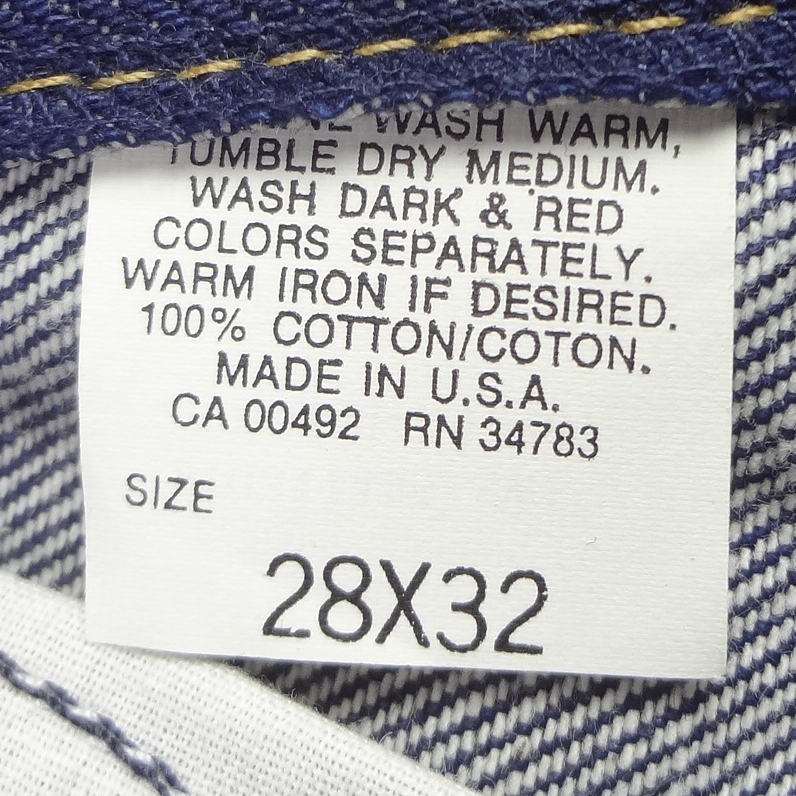 WASH WARM,
TUMBLE DRY MEDIUM.
WASH DARK & RED
COLORS SEPARATELY.
WARM IRON IF DESIRED.
100% COTTON/COTON.
MADE IN U.S.A.
CA 00492 RN 34783
SIZE
28X32